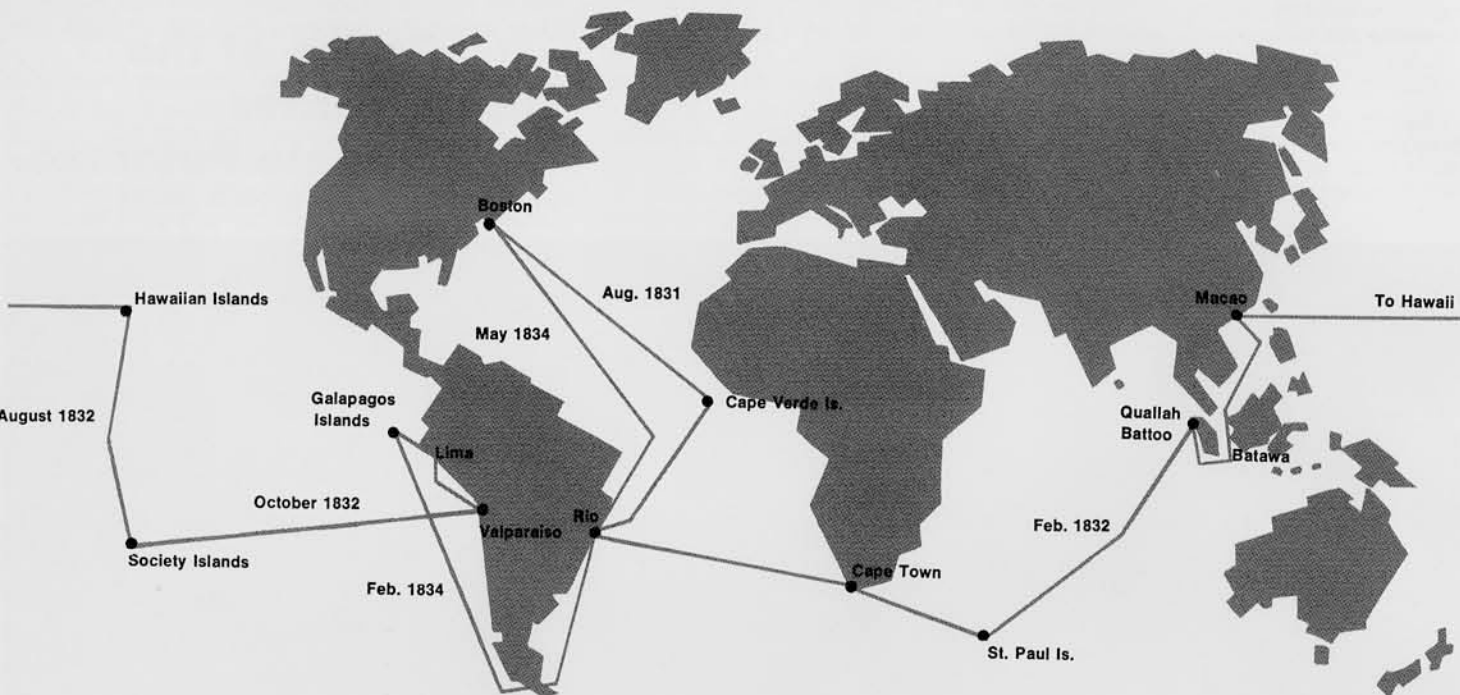 Boston
Hawaiian Islands
Aug. 1831
Macao
To Hawaii
May 1834
Galapagos
Islands
Cape Verde Is.
August 1832
Quallah
Battoo
Lima
Batawa
October 1832
Valparaiso
Rio
Feb. 1832
Society Islands
Cape Town
Feb. 1834
St. Paul Is.